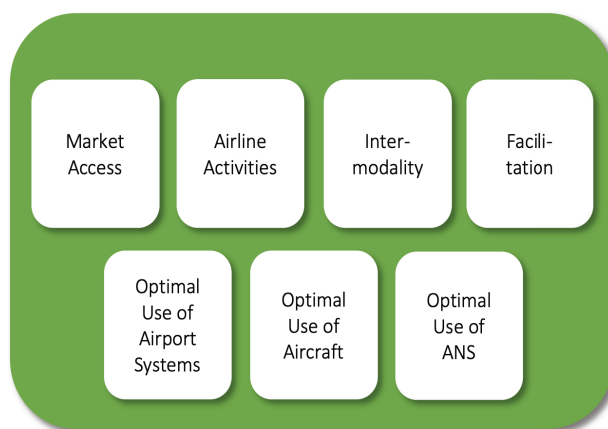 Market
Access
Airline
Activities
Inter-
modality
Facili-
tation
Optimal
Use of
Airport
Systems
Optimal
Use of
Aircraft
Optimal
Use of
ANS